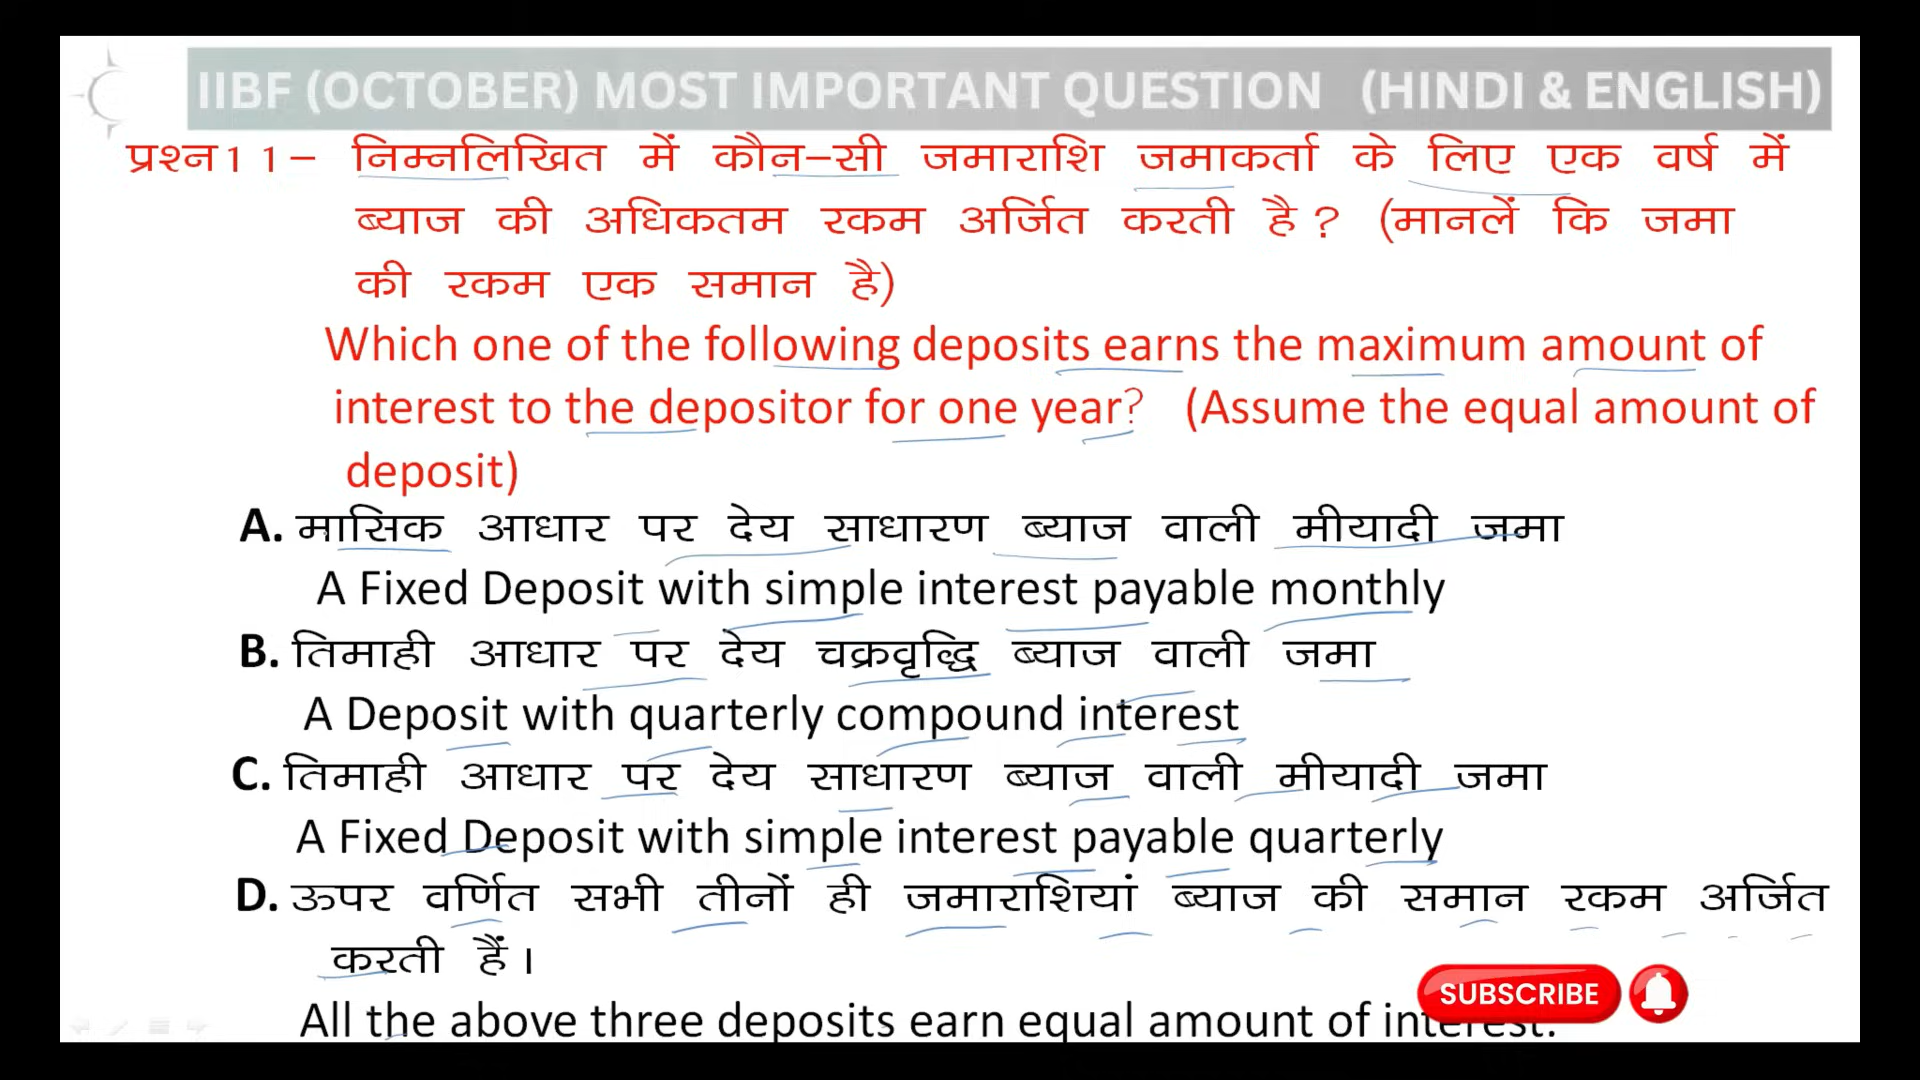 IIBF (OCTOBER) MOST IMPORTANT QUESTION (HINDI & ENGLISH)
प्रश्न11– निम्नलिखित में कौन–सी जमाराशि जमाकर्ता के लिए एक वर्ष में
ब्याज की अधिकतम रकम अर्जित करती है? (मानलें कि जमा
की रकम एक समान है)
Which one of the following deposits earns the maximum amount of
interest to the depositor for one year? (Assume the equal amount of
deposit)
A. मासिक आधार पर देय साधारण ब्याज वाली मीयादी जमा
A Fixed Deposit with simple interest payable monthly
B. तिमाही आधार पर देय चक्रवृद्धि ब्याज वाली जमा
A Deposit with quarterly compound interest
C. तिमाही आधार पर देय साधारण ब्याज वाली मीयादी जमा
A Fixed Deposit with simple interest payable quarterly
D. ऊपर वर्णित सभी तीनों ही जमाराशियां ब्याज की समान रकम अर्जित
करती हैं।
SUBSCRIBE
All the above three deposits earn equal amount of interest.